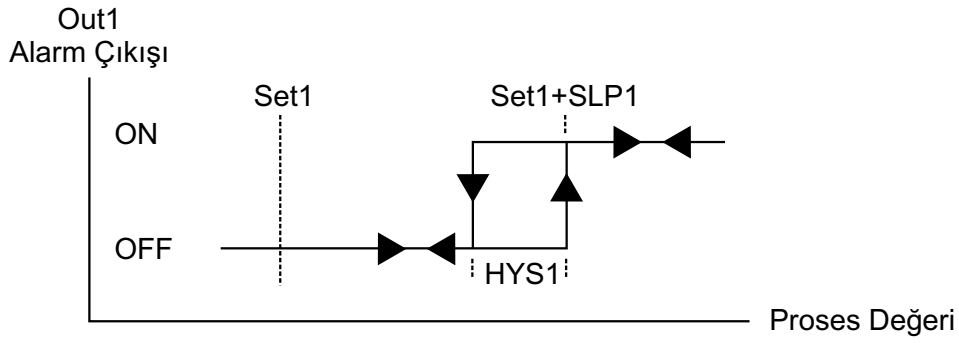 Out1
Alarm Çıkışı
Set1
Set1+SLP1
ON
OFF
HYS1
Proses Değeri